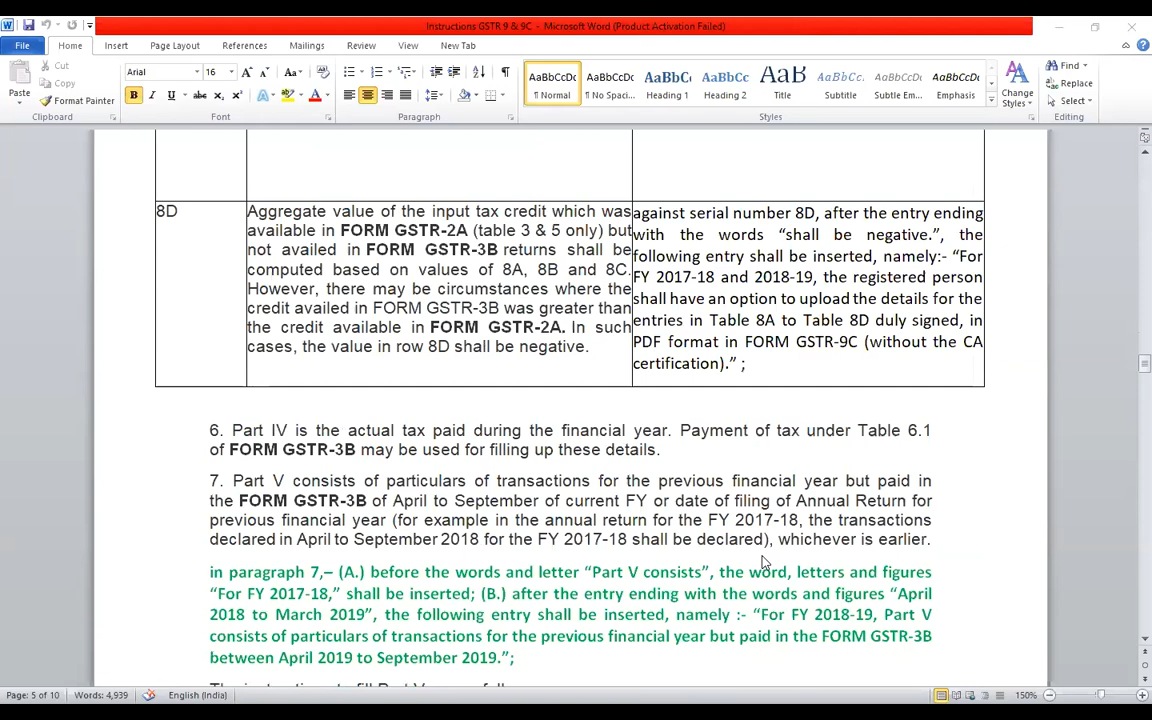 Instructions GSTR 9 & 9C - Microsoft Word (Product Activation Failed)
File Home Insert Page Layout References Mailings Review View New Tab
Cut
Copy
Paste
Format Painter
Clipboard
Arial 16
Font
Paragraph
AaBbCcDc AaBbCcDc AaBbCc AaBbCc AaB AaBbCcI AaBbCcDc AaBbCcDc
¶ Normal ¶ No Spaci... Heading 1 Heading 2 Title Subtitle Subtle Em... Emphasis
Change Styles
Styles
Find
Replace
Select
Editing
8D
Aggregate value of the input tax credit which was
available in FORM GSTR-2A (table 3 & 5 only) but
not availed in FORM GSTR-3B returns shall be
computed based on values of 8A, 8B and 8C.
However, there may be circumstances where the
credit availed in FORM GSTR-3B was greater than
the credit available in FORM GSTR-2A. In such
cases, the value in row 8D shall be negative.
against serial number 8D, after the entry ending
with the words “shall be negative.”, the
following entry shall be inserted, namely:- “For
FY 2017-18 and 2018-19, the registered person
shall have an option to upload the details for the
entries in Table 8A to Table 8D duly signed, in
PDF format in FORM GSTR-9C (without the CA
certification).” ;
6. Part IV is the actual tax paid during the financial year. Payment of tax under Table 6.1
of FORM GSTR-3B may be used for filling up these details.
7. Part V consists of particulars of transactions for the previous financial year but paid in
the FORM GSTR-3B of April to September of current FY or date of filing of Annual Return for
previous financial year (for example in the annual return for the FY 2017-18, the transactions
declared in April to September 2018 for the FY 2017-18 shall be declared), whichever is earlier.
in paragraph 7,– (A.) before the words and letter “Part V consists”, the word, letters and figures
“For FY 2017-18,” shall be inserted; (B.) after the entry ending with the words and figures “April
2018 to March 2019”, the following entry shall be inserted, namely :- “For FY 2018-19, Part V
consists of particulars of transactions for the previous financial year but paid in the FORM GSTR-3B
between April 2019 to September 2019.”;
Page: 5 of 10 Words: 4,939 English (India) 150%